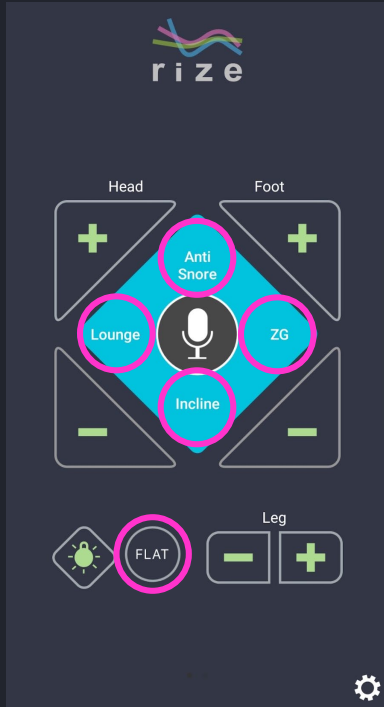 rize
Head
Foot
Anti
Snore
Lounge
ZG
Incline
Leg
FLAT